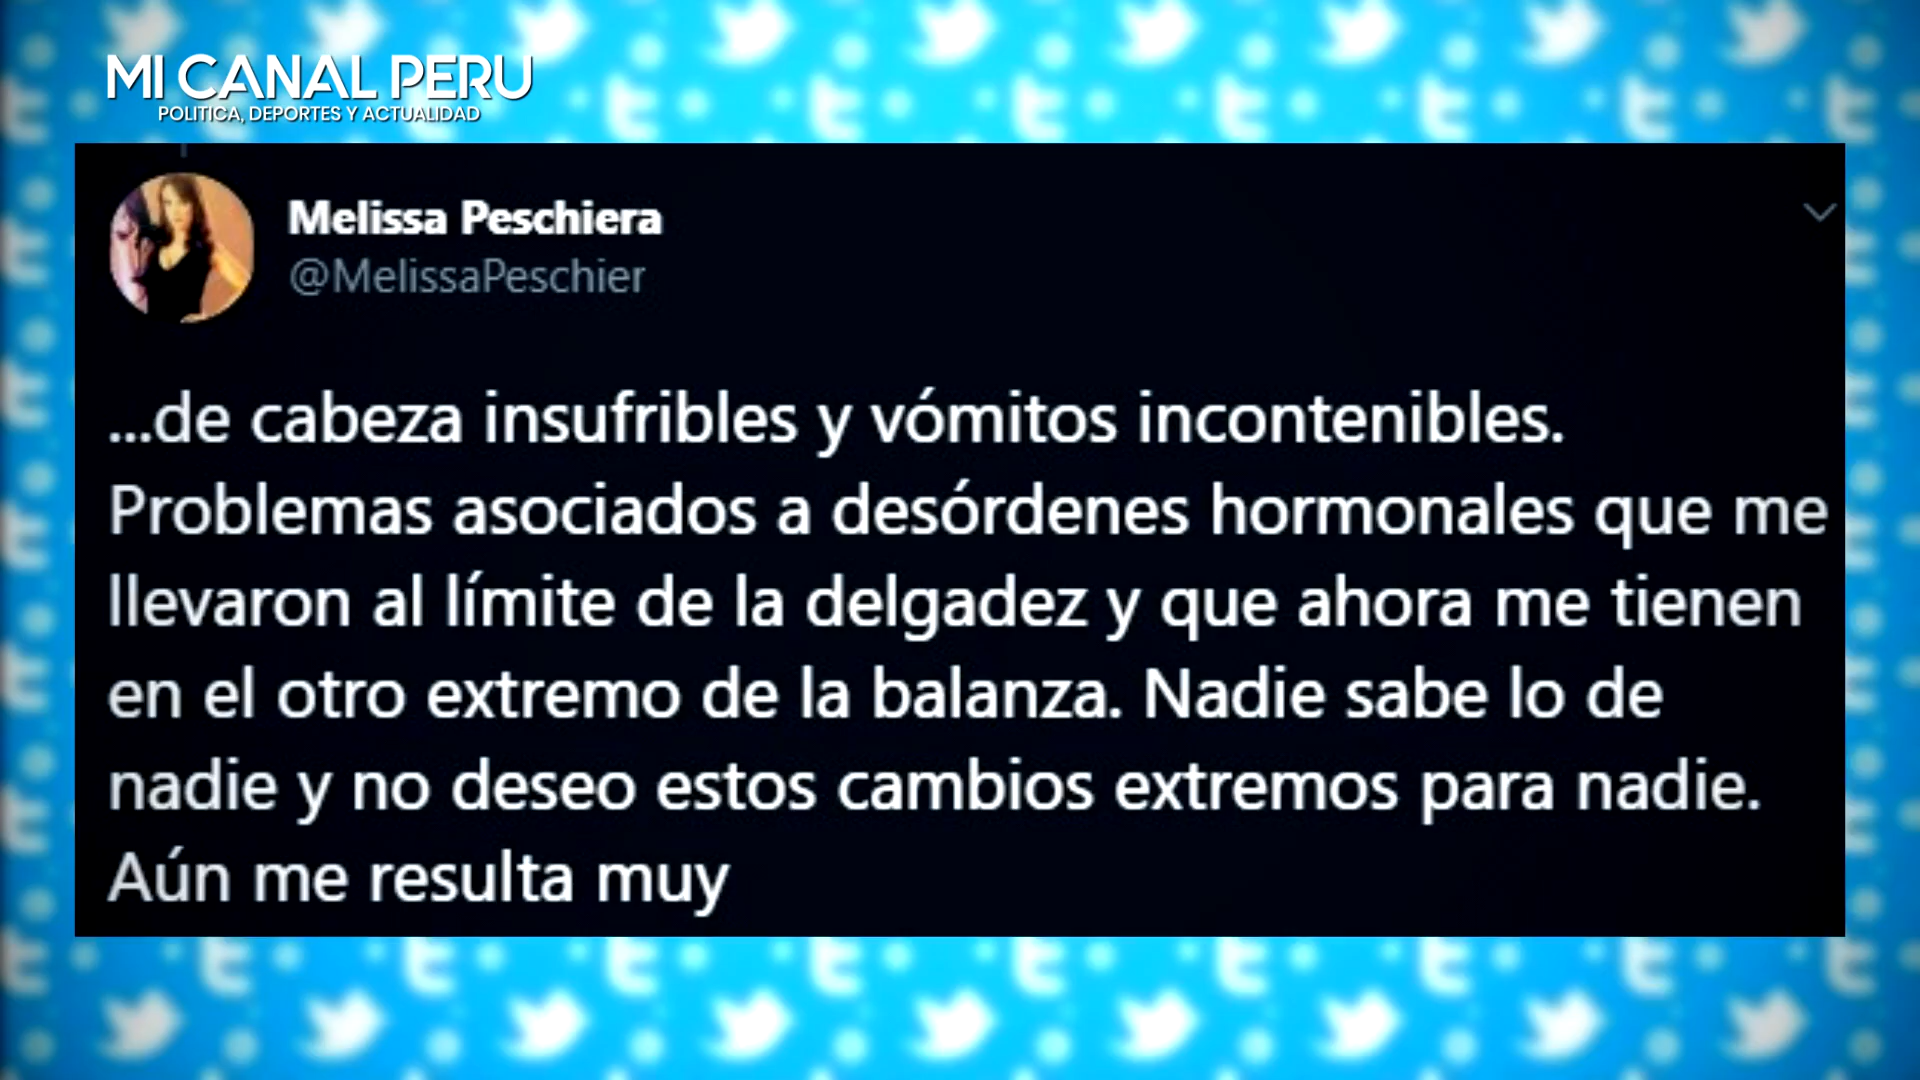 MI CANAL PERU
POLITICA, DEPORTES Y ACTUALIDAD
Melissa Peschiera
@MelissaPeschier
...de cabeza insufribles y vómitos incontenibles.
Problemas asociados a desórdenes hormonales que me
llevaron al límite de la delgadez y que ahora me tienen
en el otro extremo de la balanza. Nadie sabe lo de
nadie y no deseo estos cambios extremos para nadie.
Aún me resulta muy